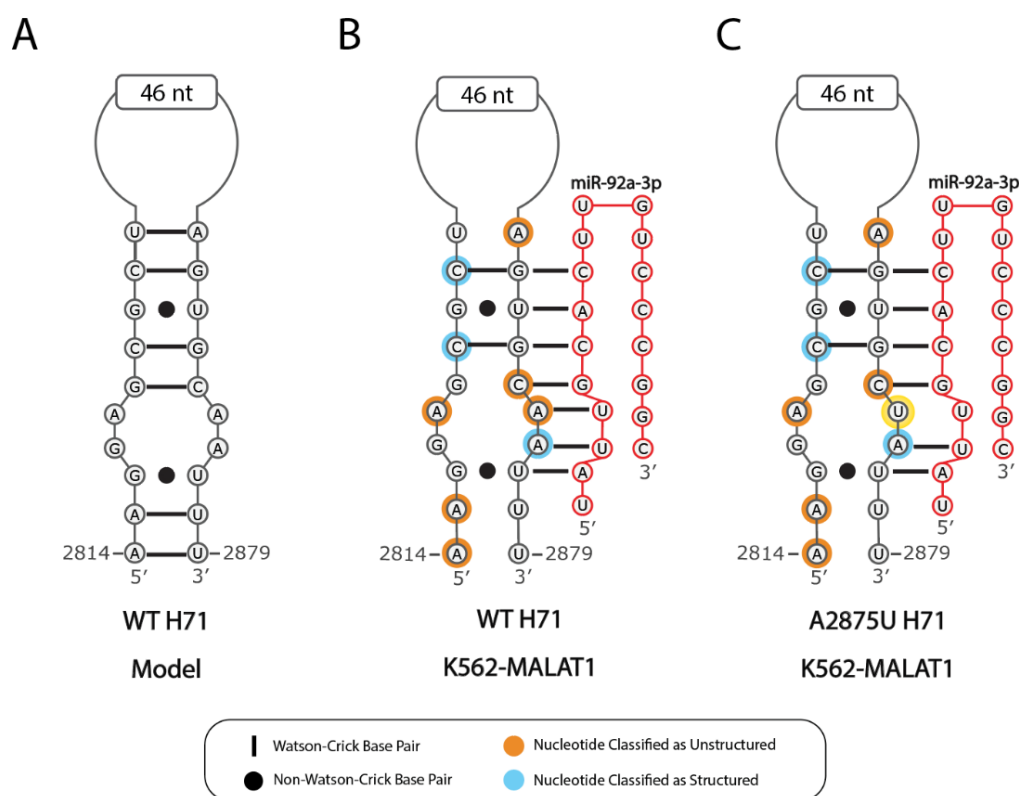 A B C
46 nt 46 nt 46 nt
miR-92a-3p miR-92a-3p
U G U G
U A U A U U U A U U
C G C G C C C G C C
G U G U A C G U A C
C G C G C C C G C C
G C G C G G G C G G
A A A A U G A U U G
G A G A U C G A U C
G U G U A 3′ G U A 3′
A U A U U A U U
5′ 5′
2814 A U 2879 2814 A U 2879 2814 A U 2879
5′ 3′ 5′ 3′ 5′ 3′
WT H71 WT H71 A2875U H71
Model K562-MALAT1 K562-MALAT1
Watson-Crick Base Pair Nucleotide Classified as Unstructured
Non-Watson-Crick Base Pair Nucleotide Classified as Structured